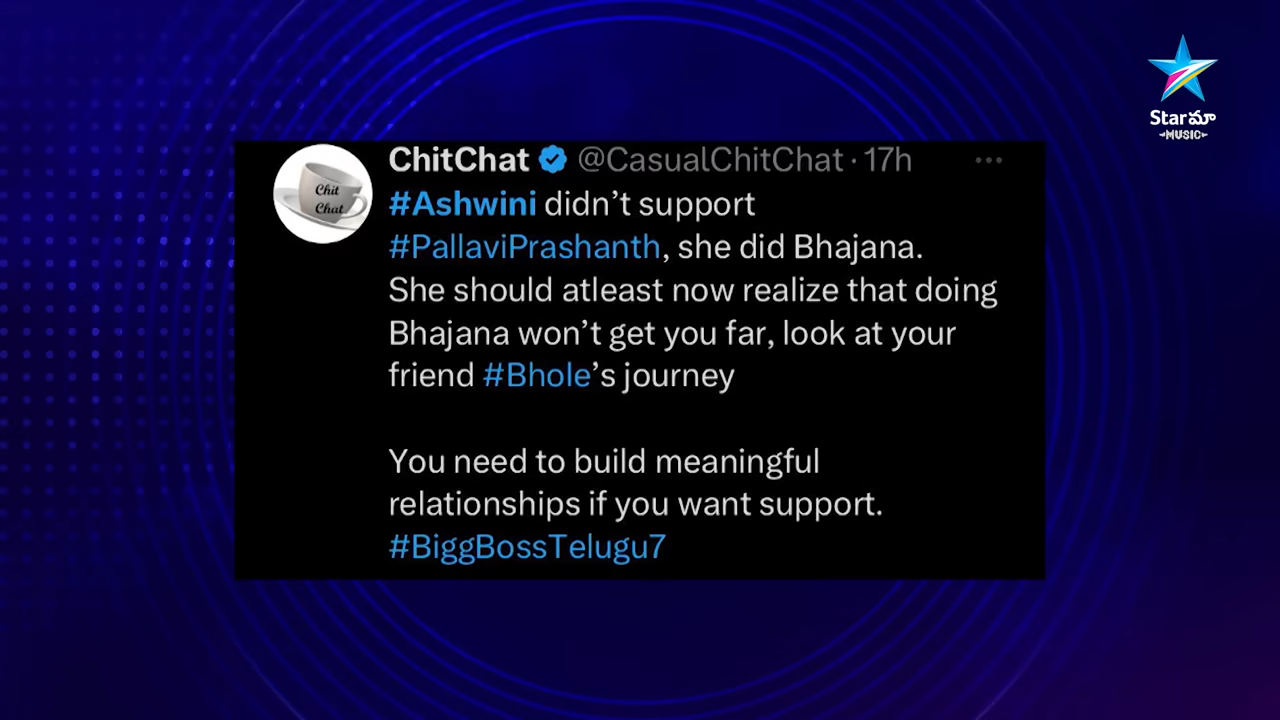 Starమా
MUSIC
Chit
Chat
ChitChat @CasualChitChat · 17h ...
#Ashwini didn’t support
#PallaviPrashanth, she did Bhajana.
She should atleast now realize that doing
Bhajana won’t get you far, look at your
friend #Bhole’s journey
You need to build meaningful
relationships if you want support.
#BiggBossTelugu7